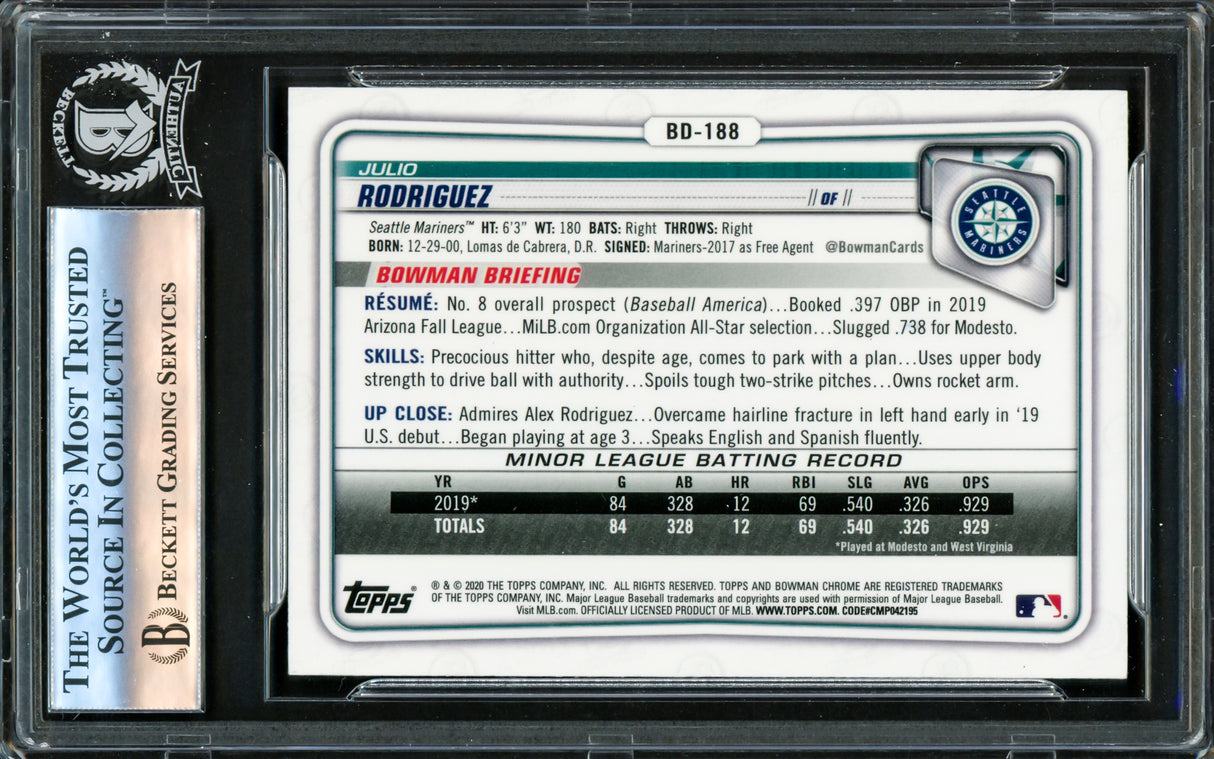 BECKETT
AUTHENTIC
B
THE WORLD'S MOST TRUSTED
SOURCE IN COLLECTING™
B BECKETT GRADING SERVICES
BD-188
JULIO
RODRIGUEZ // OF //
SEATTLE
MARINERS
Seattle Mariners™ HT: 6'3" WT: 180 BATS: Right THROWS: Right
BORN: 12-29-00, Lomas de Cabrera, D.R. SIGNED: Mariners-2017 as Free Agent @BowmanCards
BOWMAN BRIEFING
RÉSUMÉ: No. 8 overall prospect (Baseball America)...Booked .397 OBP in 2019
Arizona Fall League...MiLB.com Organization All-Star selection...Slugged .738 for Modesto.
SKILLS: Precocious hitter who, despite age, comes to park with a plan...Uses upper body
strength to drive ball with authority...Spoils tough two-strike pitches...Owns rocket arm.
UP CLOSE: Admires Alex Rodriguez...Overcame hairline fracture in left hand early in '19
U.S. debut...Began playing at age 3...Speaks English and Spanish fluently.
MINOR LEAGUE BATTING RECORD
YR G AB HR RBI SLG AVG OPS
2019* 84 328 12 69 .540 .326 .929
TOTALS 84 328 12 69 .540 .326 .929
*Played at Modesto and West Virginia
Topps
® & © 2020 THE TOPPS COMPANY, INC. ALL RIGHTS RESERVED. TOPPS AND BOWMAN CHROME ARE REGISTERED TRADEMARKS
OF THE TOPPS COMPANY, INC. Major League Baseball trademarks and copyrights are used with permission of Major League Baseball.
Visit MLB.com. OFFICIALLY LICENSED PRODUCT OF MLB. WWW.TOPPS.COM. CODE#CMP042195